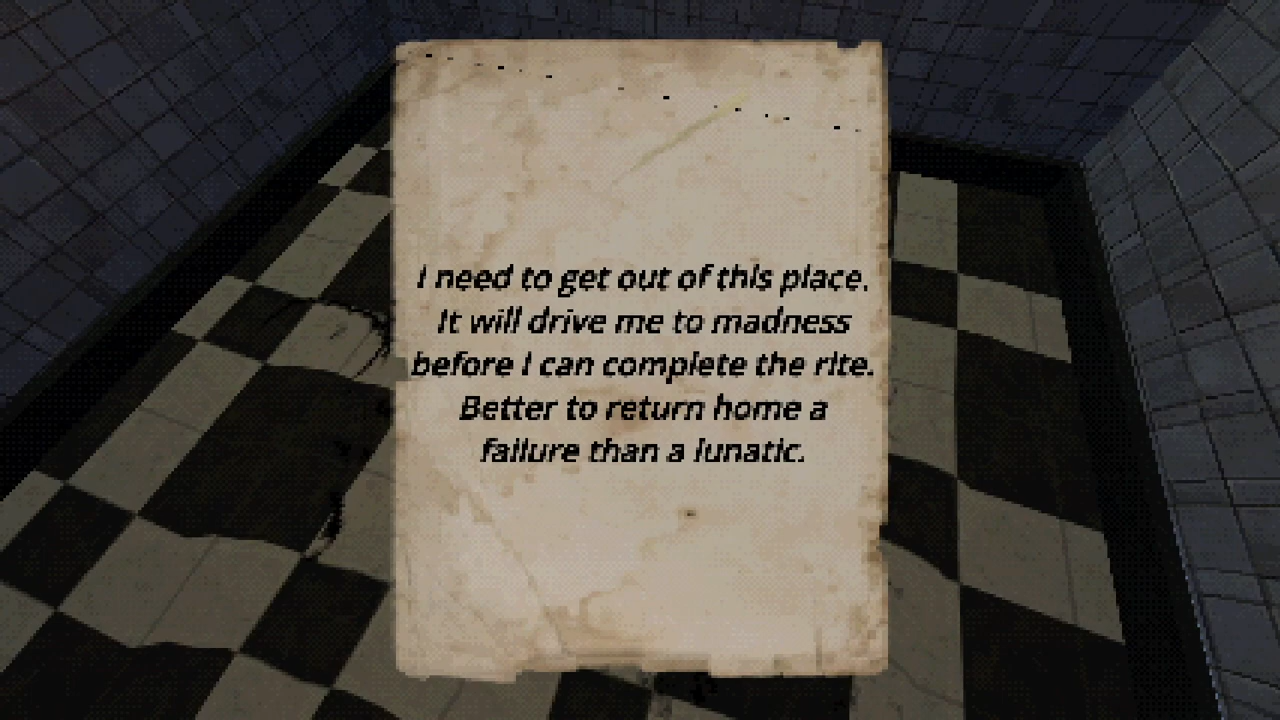 I need to get out of this place.
It will drive me to madness
before I can complete the rite.
Better to return home a
failure than a lunatic.